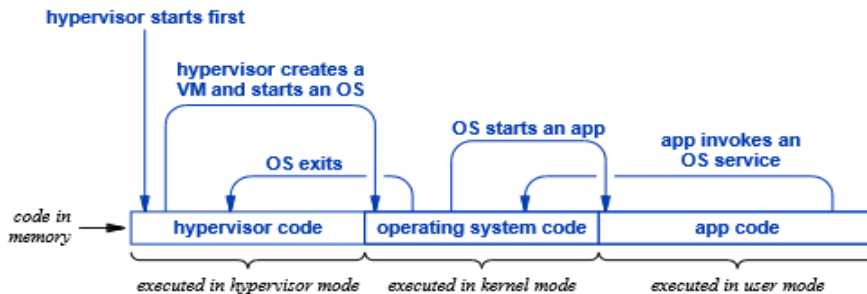 hypervisor starts first
hypervisor creates a
VM and starts an OS
OS starts an app
app invokes an
OS service
OS exits
code in
memory
hypervisor code
operating system code
app code
executed in hypervisor mode
executed in kernel mode
executed in user mode